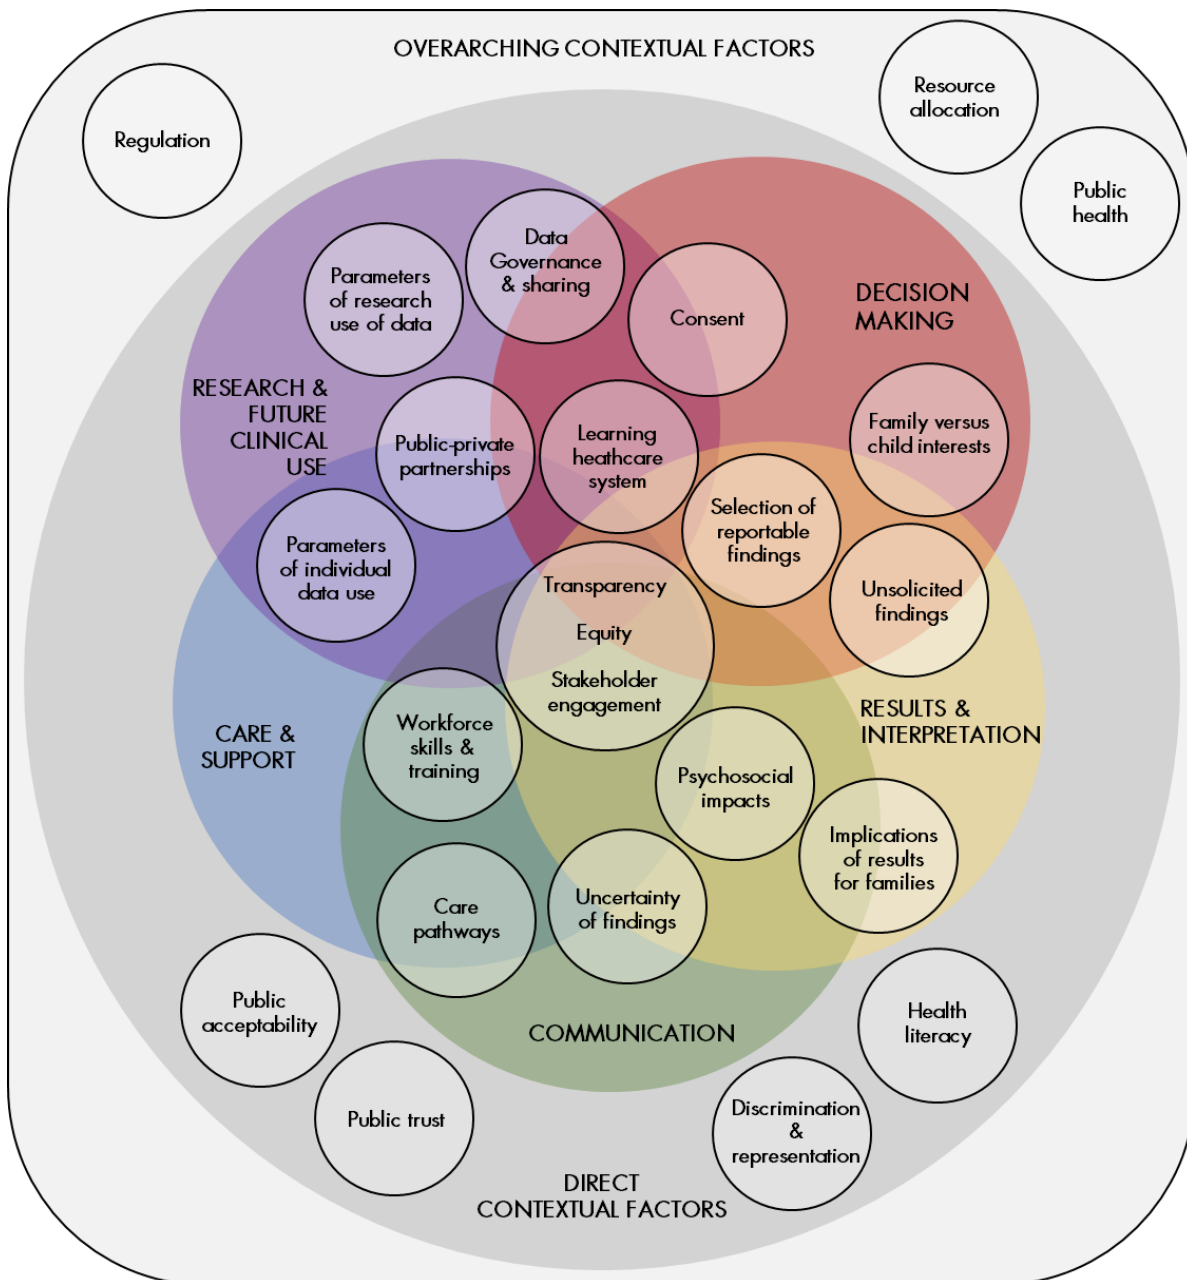 OVERARCHING CONTEXTUAL FACTORS
Regulation
Resource
allocation
Public
health
Data
Governance
& sharing
Parameters
of research
use of data
Consent
DECISION
MAKING
RESEARCH &
FUTURE
CLINICAL
USE
Public-private
partnerships
Learning
heathcare
system
Family versus
child interests
Selection of
reportable
findings
Parameters
of individual
data use
Unsolicited
findings
Transparency
Equity
Stakeholder
engagement
CARE &
SUPPORT
Workforce
skills &
training
RESULTS &
INTERPRETATION
Psychosocial
impacts
Implications
of results
for families
Care
pathways
Uncertainty
of findings
COMMUNICATION
Public
acceptability
Public trust
Health
literacy
Discrimination
&
representation
DIRECT
CONTEXTUAL FACTORS